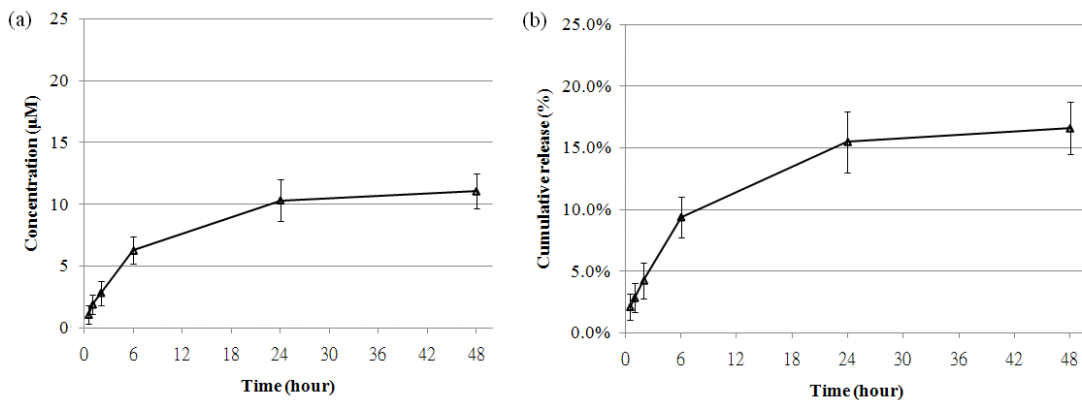 (a)
25
20
15
10
5
0
Concentration (μM)
0 6 12 18 24 30 36 42 48
Time (hour)
(b)
25.0%
20.0%
15.0%
10.0%
5.0%
0.0%
Cumulative release (%)
0 6 12 18 24 30 36 42 48
Time (hour)